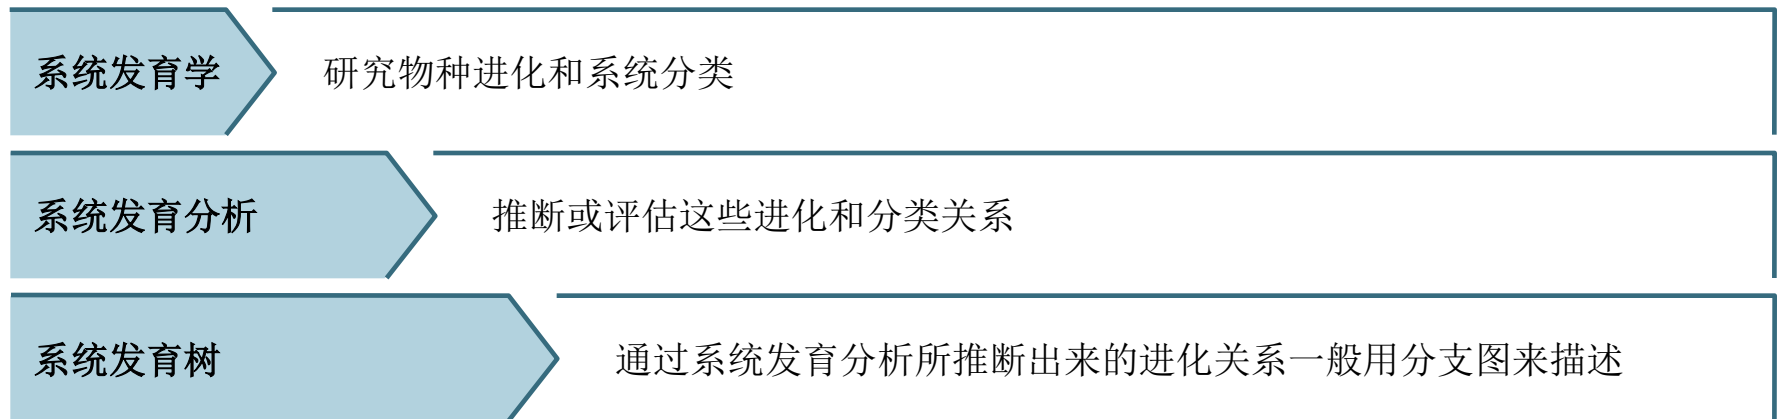 系统发育学
研究物种进化和系统分类
系统发育分析
推断或评估这些进化和分类关系
系统发育树
通过系统发育分析所推断出来的进化关系一般用分支图来描述